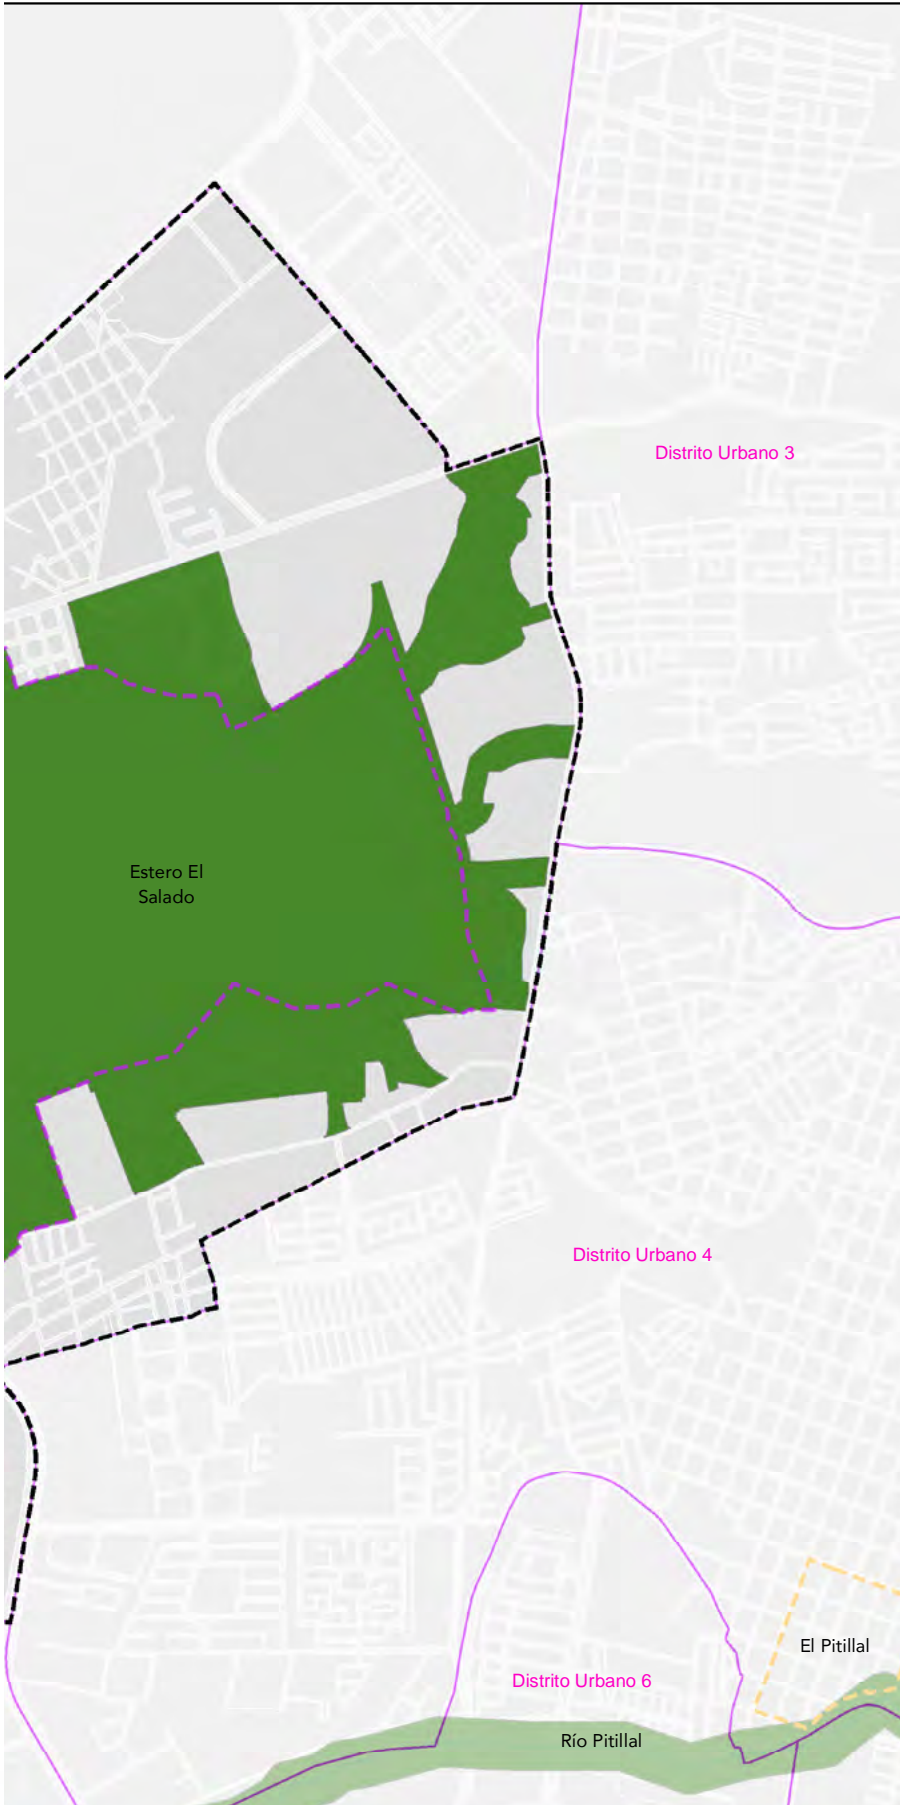 Distrito Urbano 3
Estero El
Salado
Distrito Urbano 4
El Pitillal
Distrito Urbano 6
Río Pitillal